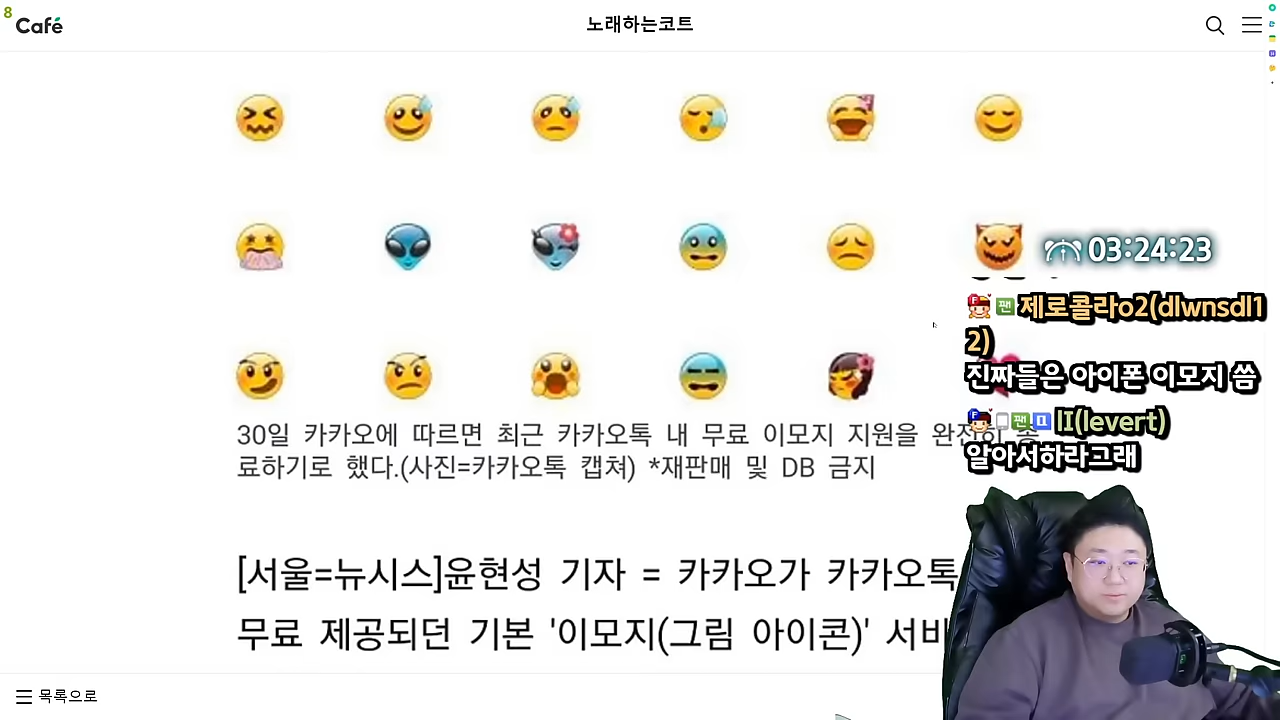 8
Café
노래하는코트
03:24:23
팬 제로콜라o2(dlwnsdl1
2)
진짜들은 아이폰 이모지 씀
팬 lI(levert)
알아서하라그래
30일 카카오에 따르면 최근 카카오톡 내 무료 이모지 지원을 완전히 종
료하기로 했다.(사진=카카오톡 캡쳐) *재판매 및 DB 금지
[서울=뉴시스]윤현성 기자 = 카카오가 카카오톡
무료 제공되던 기본 '이모지(그림 아이콘)' 서비
목록으로